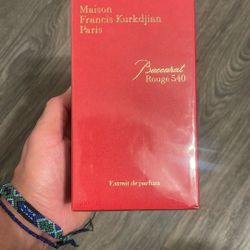 Maison
Francis Kurkdjian
Paris
Baccarat
Rouge 540
Extrait de parfum